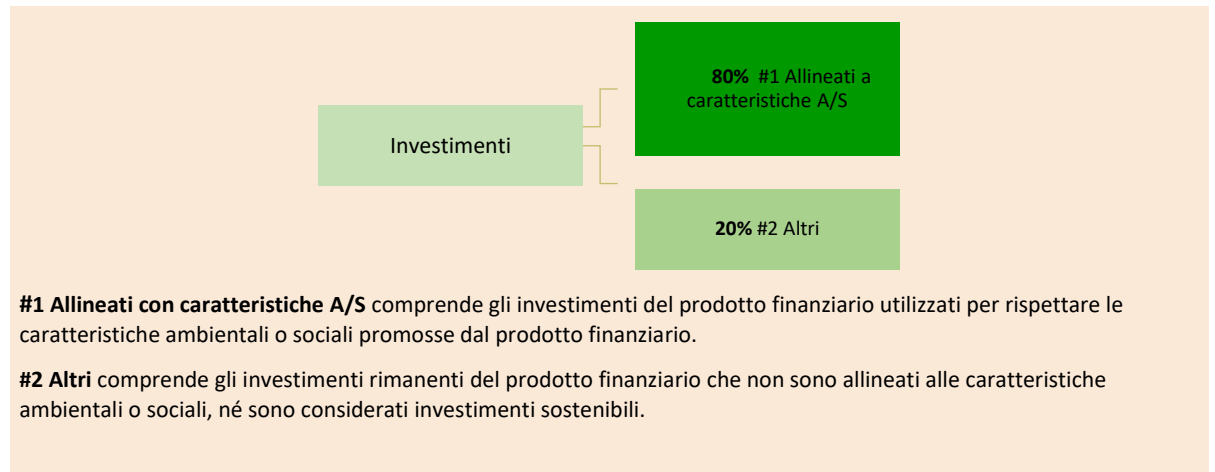 80% #1 Allineati a
caratteristiche A/S
Investimenti
20% #2 Altri
#1 Allineati con caratteristiche A/S comprende gli investimenti del prodotto finanziario utilizzati per rispettare le
caratteristiche ambientali o sociali promosse dal prodotto finanziario.
#2 Altri comprende gli investimenti rimanenti del prodotto finanziario che non sono allineati alle caratteristiche
ambientali o sociali, né sono considerati investimenti sostenibili.